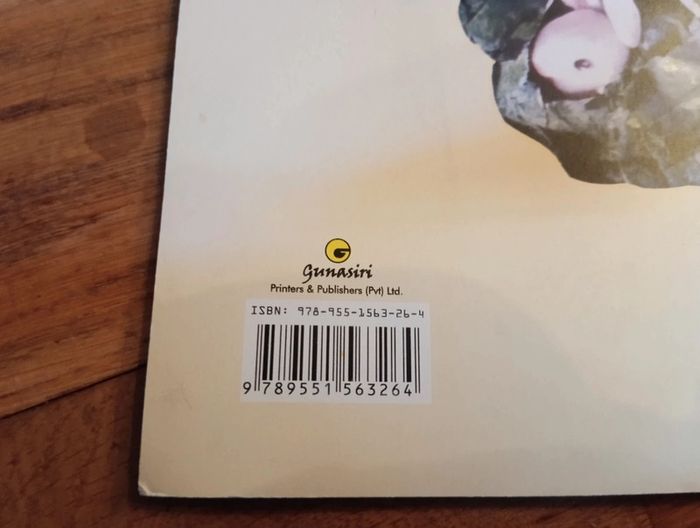 G
Gunasiri
Printers & Publishers (Pvt) Ltd.
ISBN: 978-955-1563-26-4
9 789551 563264